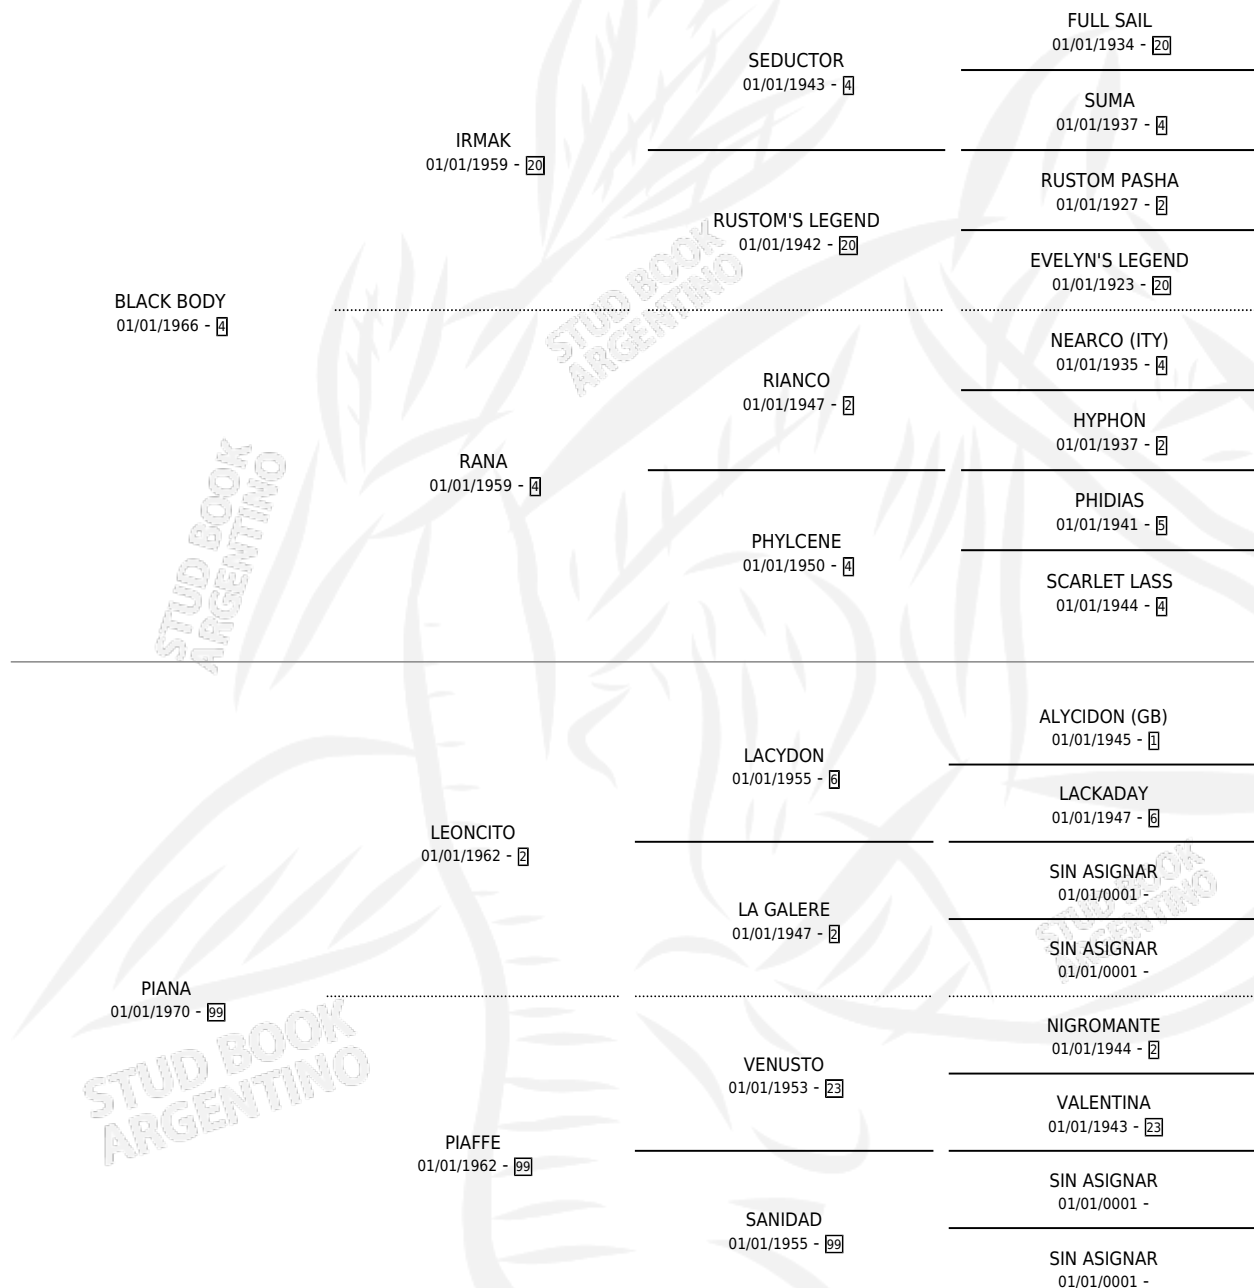 FULL SAIL
01/01/1934 - 20
SEDUCTOR
01/01/1943 - 4
SUMA
01/01/1937 - 4
IRMAK
01/01/1959 - 20
RUSTOM PASHA
01/01/1927 - 2
RUSTOM'S LEGEND
01/01/1942 - 20
EVELYN'S LEGEND
01/01/1923 - 20
BLACK BODY
01/01/1966 - 4
NEARCO (ITY)
01/01/1935 - 4
RIANCO
01/01/1947 - 2
HYPHON
01/01/1937 - 2
RANA
01/01/1959 - 4
PHIDIAS
01/01/1941 - 5
PHYLCENE
01/01/1950 - 4
SCARLET LASS
01/01/1944 - 4
ALYCIDON (GB)
01/01/1945 - 1
LACYDON
01/01/1955 - 6
LACKADAY
01/01/1947 - 6
LEONCITO
01/01/1962 - 2
SIN ASIGNAR
01/01/0001 -
LA GALERE
01/01/1947 - 2
SIN ASIGNAR
01/01/0001 -
PIANA
01/01/1970 - 99
NIGROMANTE
01/01/1944 - 2
VENUSTO
01/01/1953 - 23
VALENTINA
01/01/1943 - 23
PIAFFE
01/01/1962 - 99
SIN ASIGNAR
01/01/0001 -
SANIDAD
01/01/1955 - 99
SIN ASIGNAR
01/01/0001 -
STUD BOOK
ARGENTINO
STUD BOOK
ARGENTINO
STUD BOOK
ARGENTINO
STUD BOOK
ARGENTINO